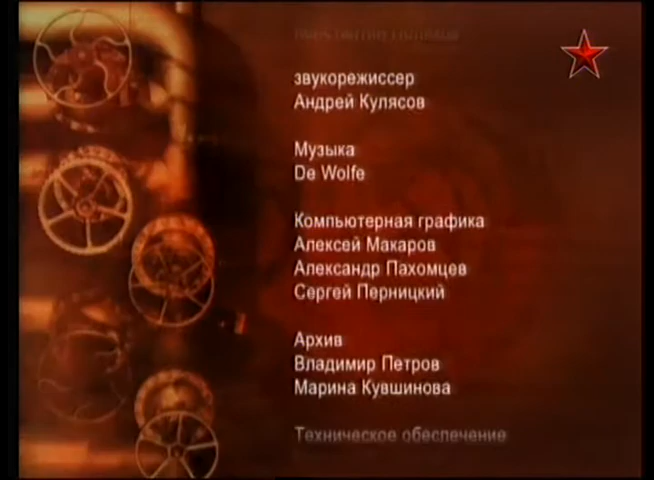 звукорежиссер
Андрей Кулясов
Музыка
De Wolfe
Компьютерная графика
Алексей Макаров
Александр Пахомцев
Сергей Перницкий
Архив
Владимир Петров
Марина Кувшинова
Техническое обеспечение